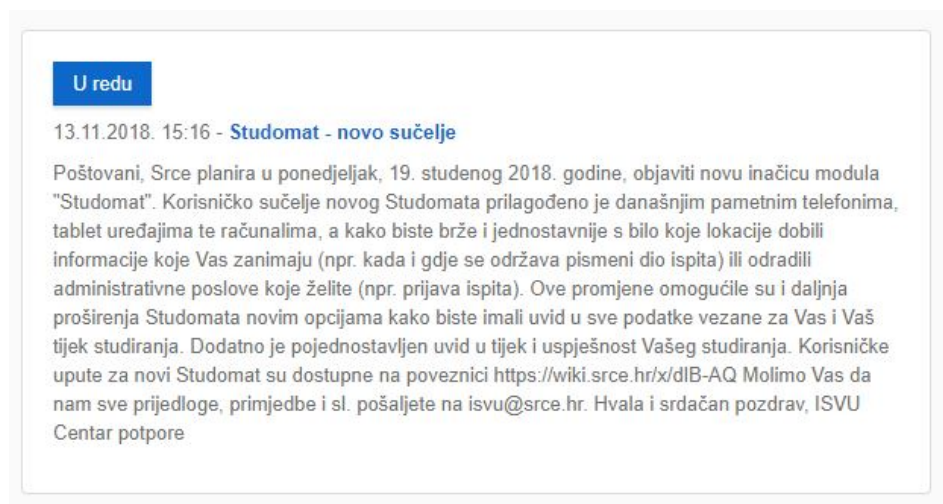 U redu
13.11.2018. 15:16 - Studomat - novo sučelje
Poštovani, Srce planira u ponedjeljak, 19. studenog 2018. godine, objaviti novu inačicu modula
"Studomat". Korisničko sučelje novog Studomata prilagođeno je današnjim pametnim telefonima,
tablet uređajima te računalima, a kako biste brže i jednostavnije s bilo koje lokacije dobili
informacije koje Vas zanimaju (npr. kada i gdje se održava pismeni dio ispita) ili odradili
administrativne poslove koje želite (npr. prijava ispita). Ove promjene omogućile su i daljnja
proširenja Studomata novim opcijama kako biste imali uvid u sve podatke vezane za Vas i Vaš
tijek studiranja. Dodatno je pojednostavljen uvid u tijek i uspješnost Vašeg studiranja. Korisničke
upute za novi Studomat su dostupne na poveznici https://wiki.srce.hr/x/dIB-AQ Molimo Vas da
nam sve prijedloge, primjedbe i sl. pošaljete na isvu@srce.hr. Hvala i srdačan pozdrav, ISVU
Centar potpore